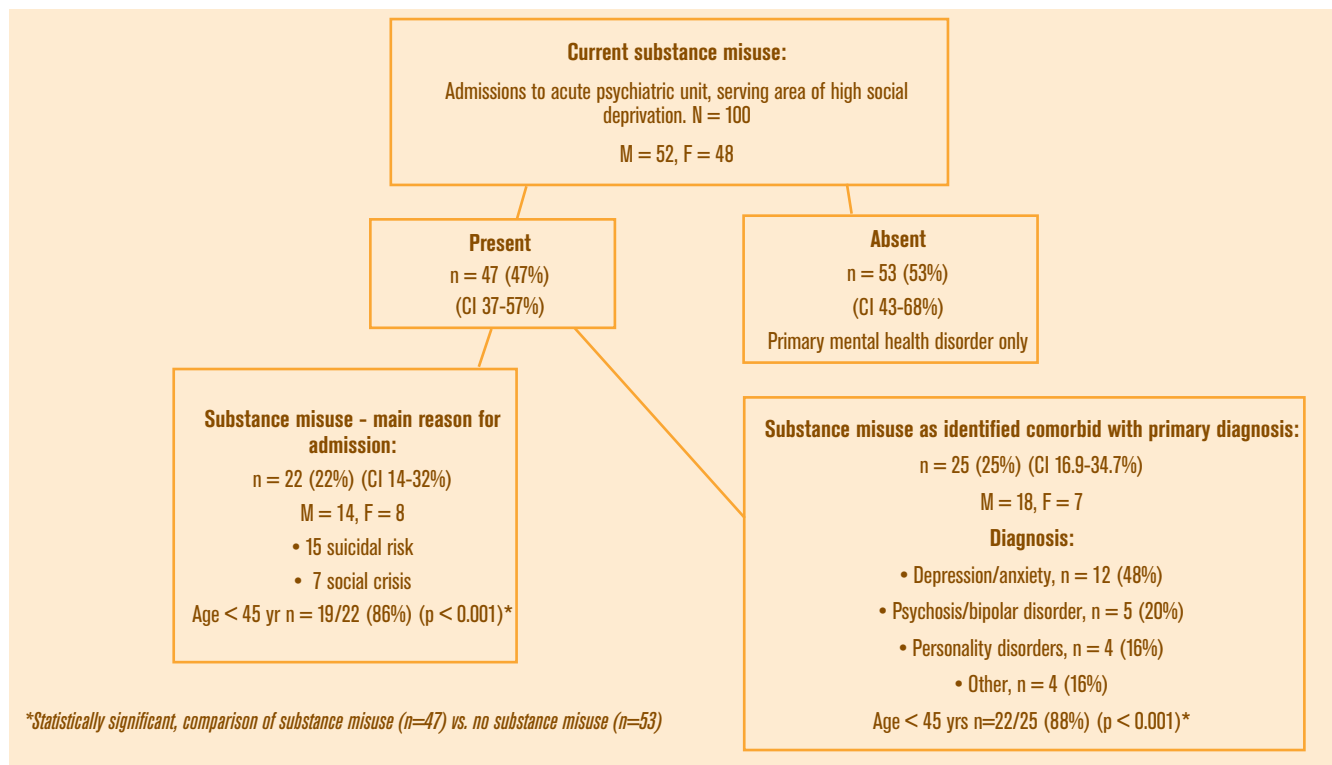 Current substance misuse:
Admissions to acute psychiatric unit, serving area of high social
deprivation. N = 100
M = 52, F = 48
Present
n = 47 (47%)
(CI 37-57%)
Absent
n = 53 (53%)
(CI 43-68%)
Primary mental health disorder only
Substance misuse - main reason for
admission:
n = 22 (22%) (CI 14-32%)
M = 14, F = 8
• 15 suicidal risk
• 7 social crisis
Age < 45 yr n = 19/22 (86%) (p < 0.001)*
Substance misuse as identified comorbid with primary diagnosis:
n = 25 (25%) (CI 16.9-34.7%)
M = 18, F = 7
Diagnosis:
• Depression/anxiety, n = 12 (48%)
• Psychosis/bipolar disorder, n = 5 (20%)
• Personality disorders, n = 4 (16%)
• Other, n = 4 (16%)
Age < 45 yrs n=22/25 (88%) (p < 0.001)*
*Statistically significant, comparison of substance misuse (n=47) vs. no substance misuse (n=53)